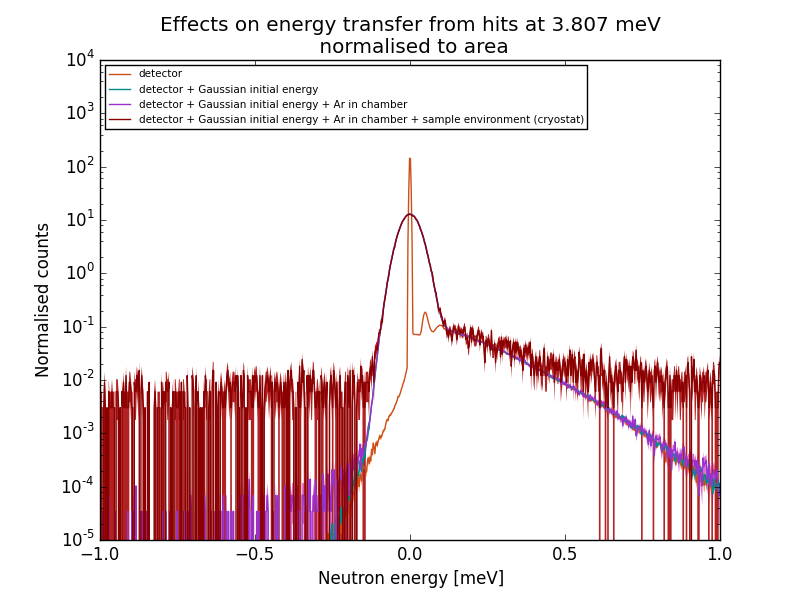 Effects on energy transfer from hits at 3.807 meV
normalised to area
detector
detector + Gaussian initial energy
detector + Gaussian initial energy + Ar in chamber
detector + Gaussian initial energy + Ar in chamber + sample environment (cryostat)
Normalised counts
10^4
10^3
10^2
10^1
10^0
10^-1
10^-2
10^-3
10^-4
10^-5
−1.0 −0.5 0.0 0.5 1.0
Neutron energy [meV]